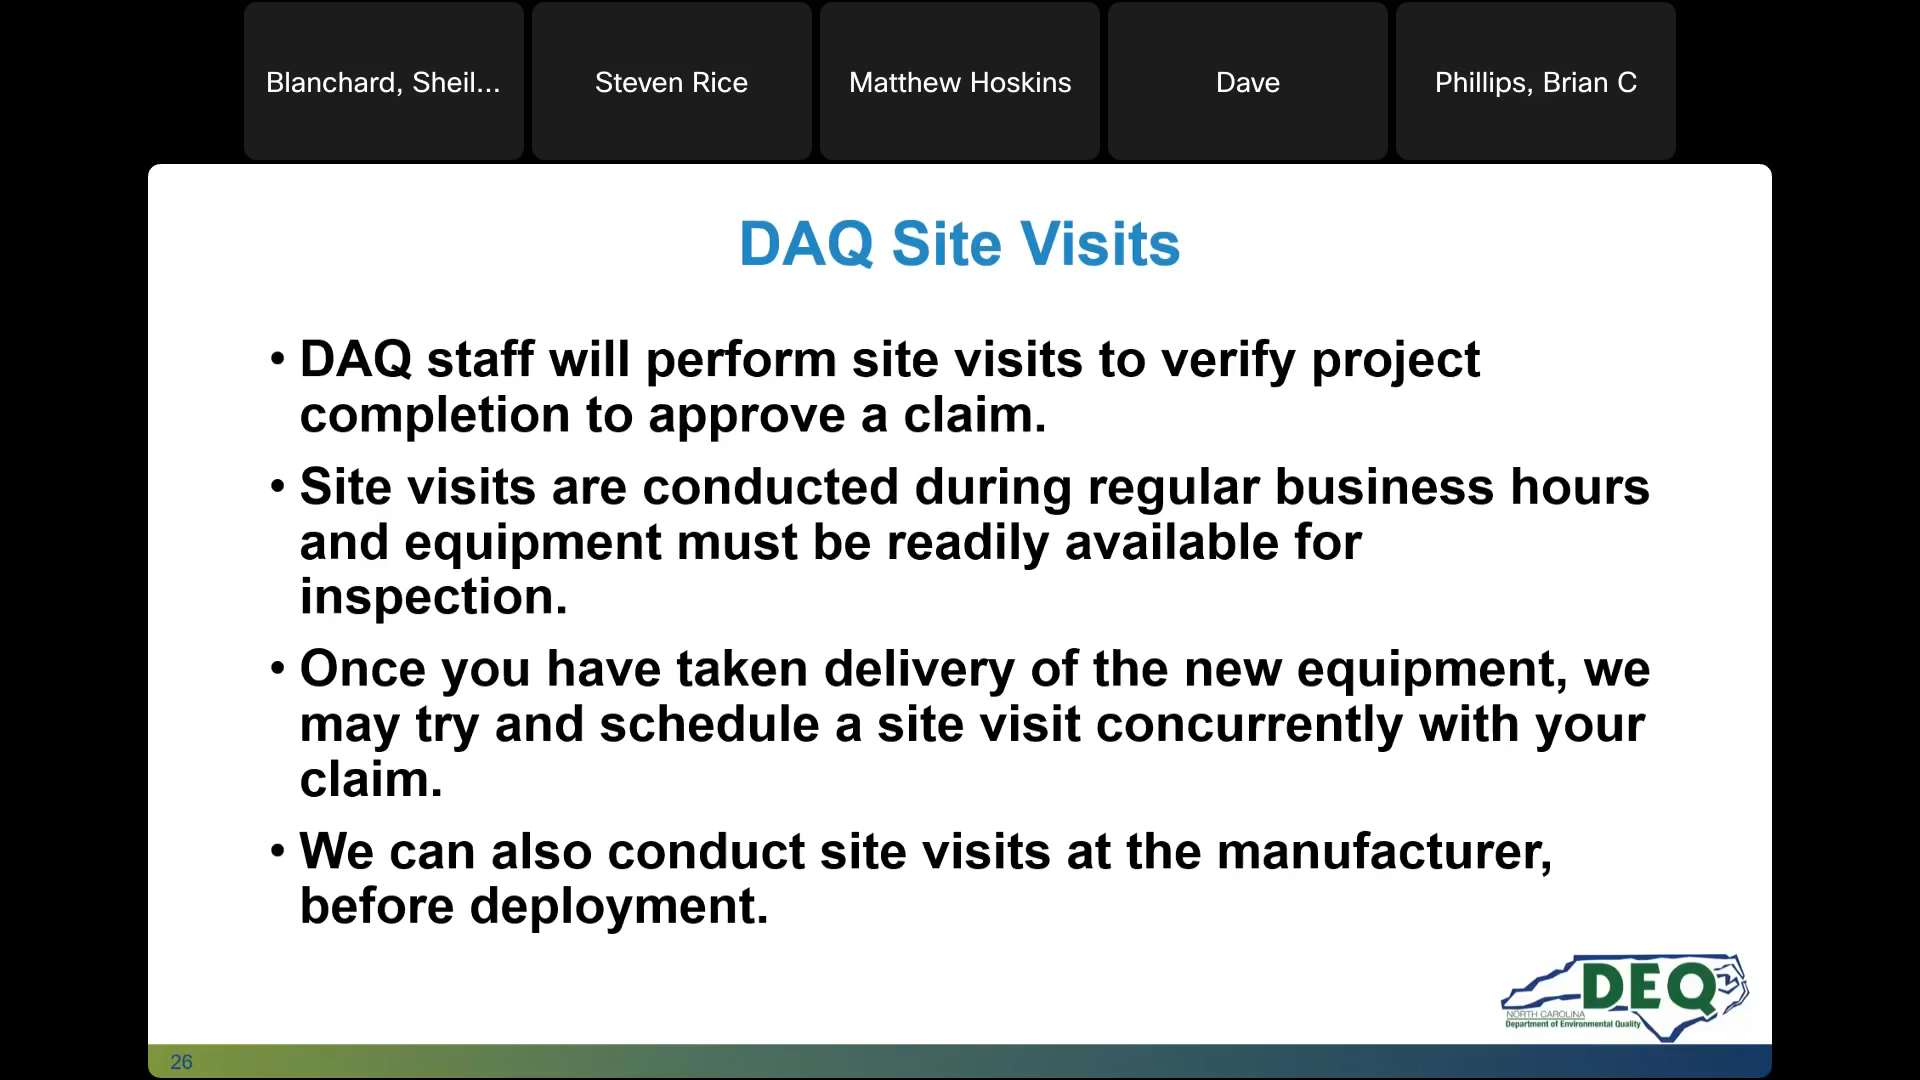 Blanchard, Sheil...
Steven Rice
Matthew Hoskins
Dave
Phillips, Brian C
DAQ Site Visits
• DAQ staff will perform site visits to verify project
completion to approve a claim.
• Site visits are conducted during regular business hours
and equipment must be readily available for
inspection.
• Once you have taken delivery of the new equipment, we
may try and schedule a site visit concurrently with your
claim.
• We can also conduct site visits at the manufacturer,
before deployment.
DEQ
NORTH CAROLINA
Department of Environmental Quality
26